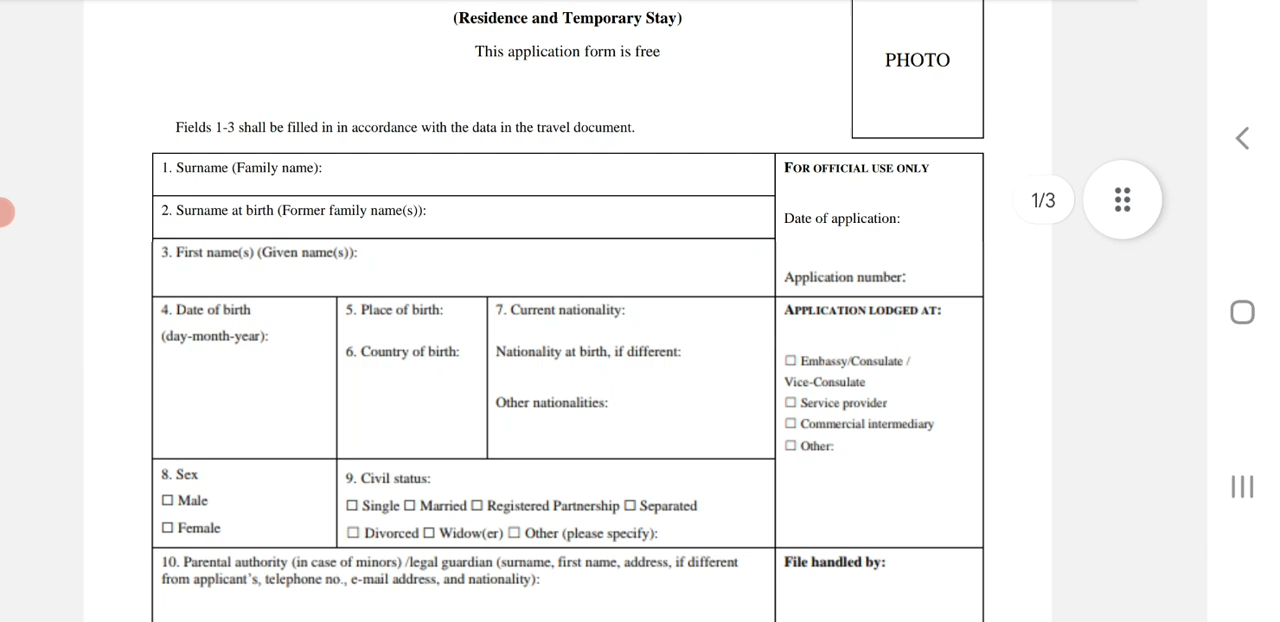 (Residence and Temporary Stay)
This application form is free
PHOTO
Fields 1-3 shall be filled in in accordance with the data in the travel document.
1. Surname (Family name):
FOR OFFICIAL USE ONLY
2. Surname at birth (Former family name(s)):
Date of application:
3. First name(s) (Given name(s)):
Application number:
1/3
4. Date of birth
(day-month-year):
5. Place of birth:
6. Country of birth:
7. Current nationality:
Nationality at birth, if different:
Other nationalities:
APPLICATION LODGED AT:
☐ Embassy/Consulate /
Vice-Consulate
☐ Service provider
☐ Commercial intermediary
☐ Other:
8. Sex
☐ Male
☐ Female
9. Civil status:
☐ Single ☐ Married ☐ Registered Partnership ☐ Separated
☐ Divorced ☐ Widow(er) ☐ Other (please specify):
10. Parental authority (in case of minors) /legal guardian (surname, first name, address, if different
from applicant's, telephone no., e-mail address, and nationality):
File handled by: